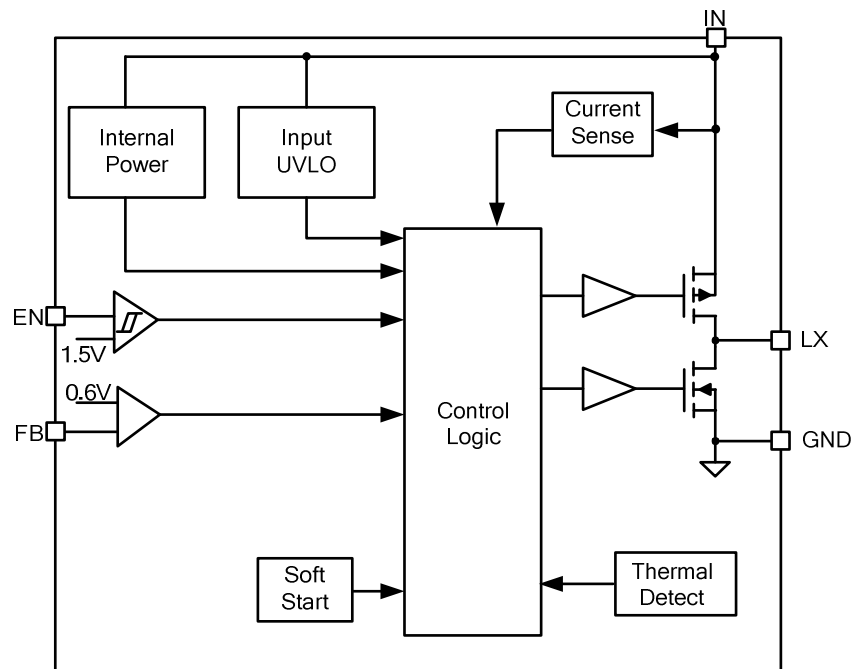 IN
Current
Sense
Internal
Power
Input
UVLO
EN
1.5V
LX
0.6V
FB
Control
Logic
GND
Soft
Start
Thermal
Detect